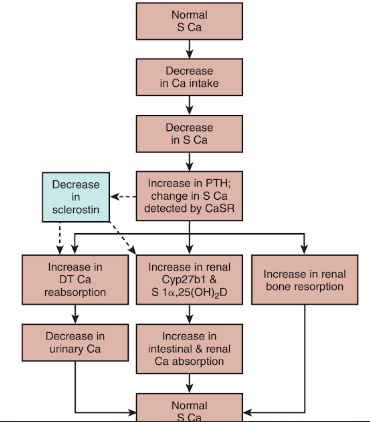 Normal
S Ca
Decrease
in Ca intake
Decrease
in S Ca
Decrease
in
sclerostin
Increase in PTH;
change in S Ca
detected by CaSR
Increase in
DT Ca
reabsorption
Increase in renal
Cyp27b1 &
S 1α,25(OH)₂D
Increase in renal
bone resorption
Decrease in
urinary Ca
Increase in
intestinal & renal
Ca absorption
Normal
S Ca